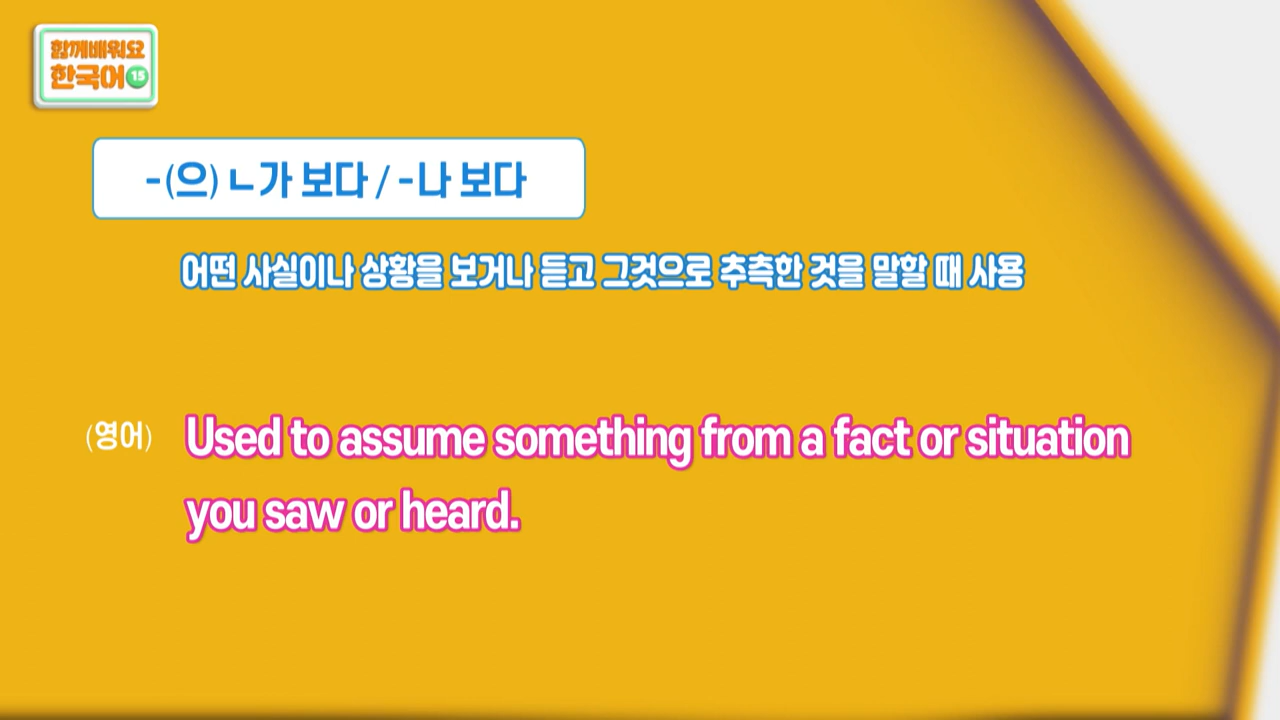 함께배워요
한국어 15
-(으)ㄴ가 보다 / -나 보다
어떤 사실이나 상황을 보거나 듣고 그것으로 추측한 것을 말할 때 사용
(영어) Used to assume something from a fact or situation
you saw or heard.